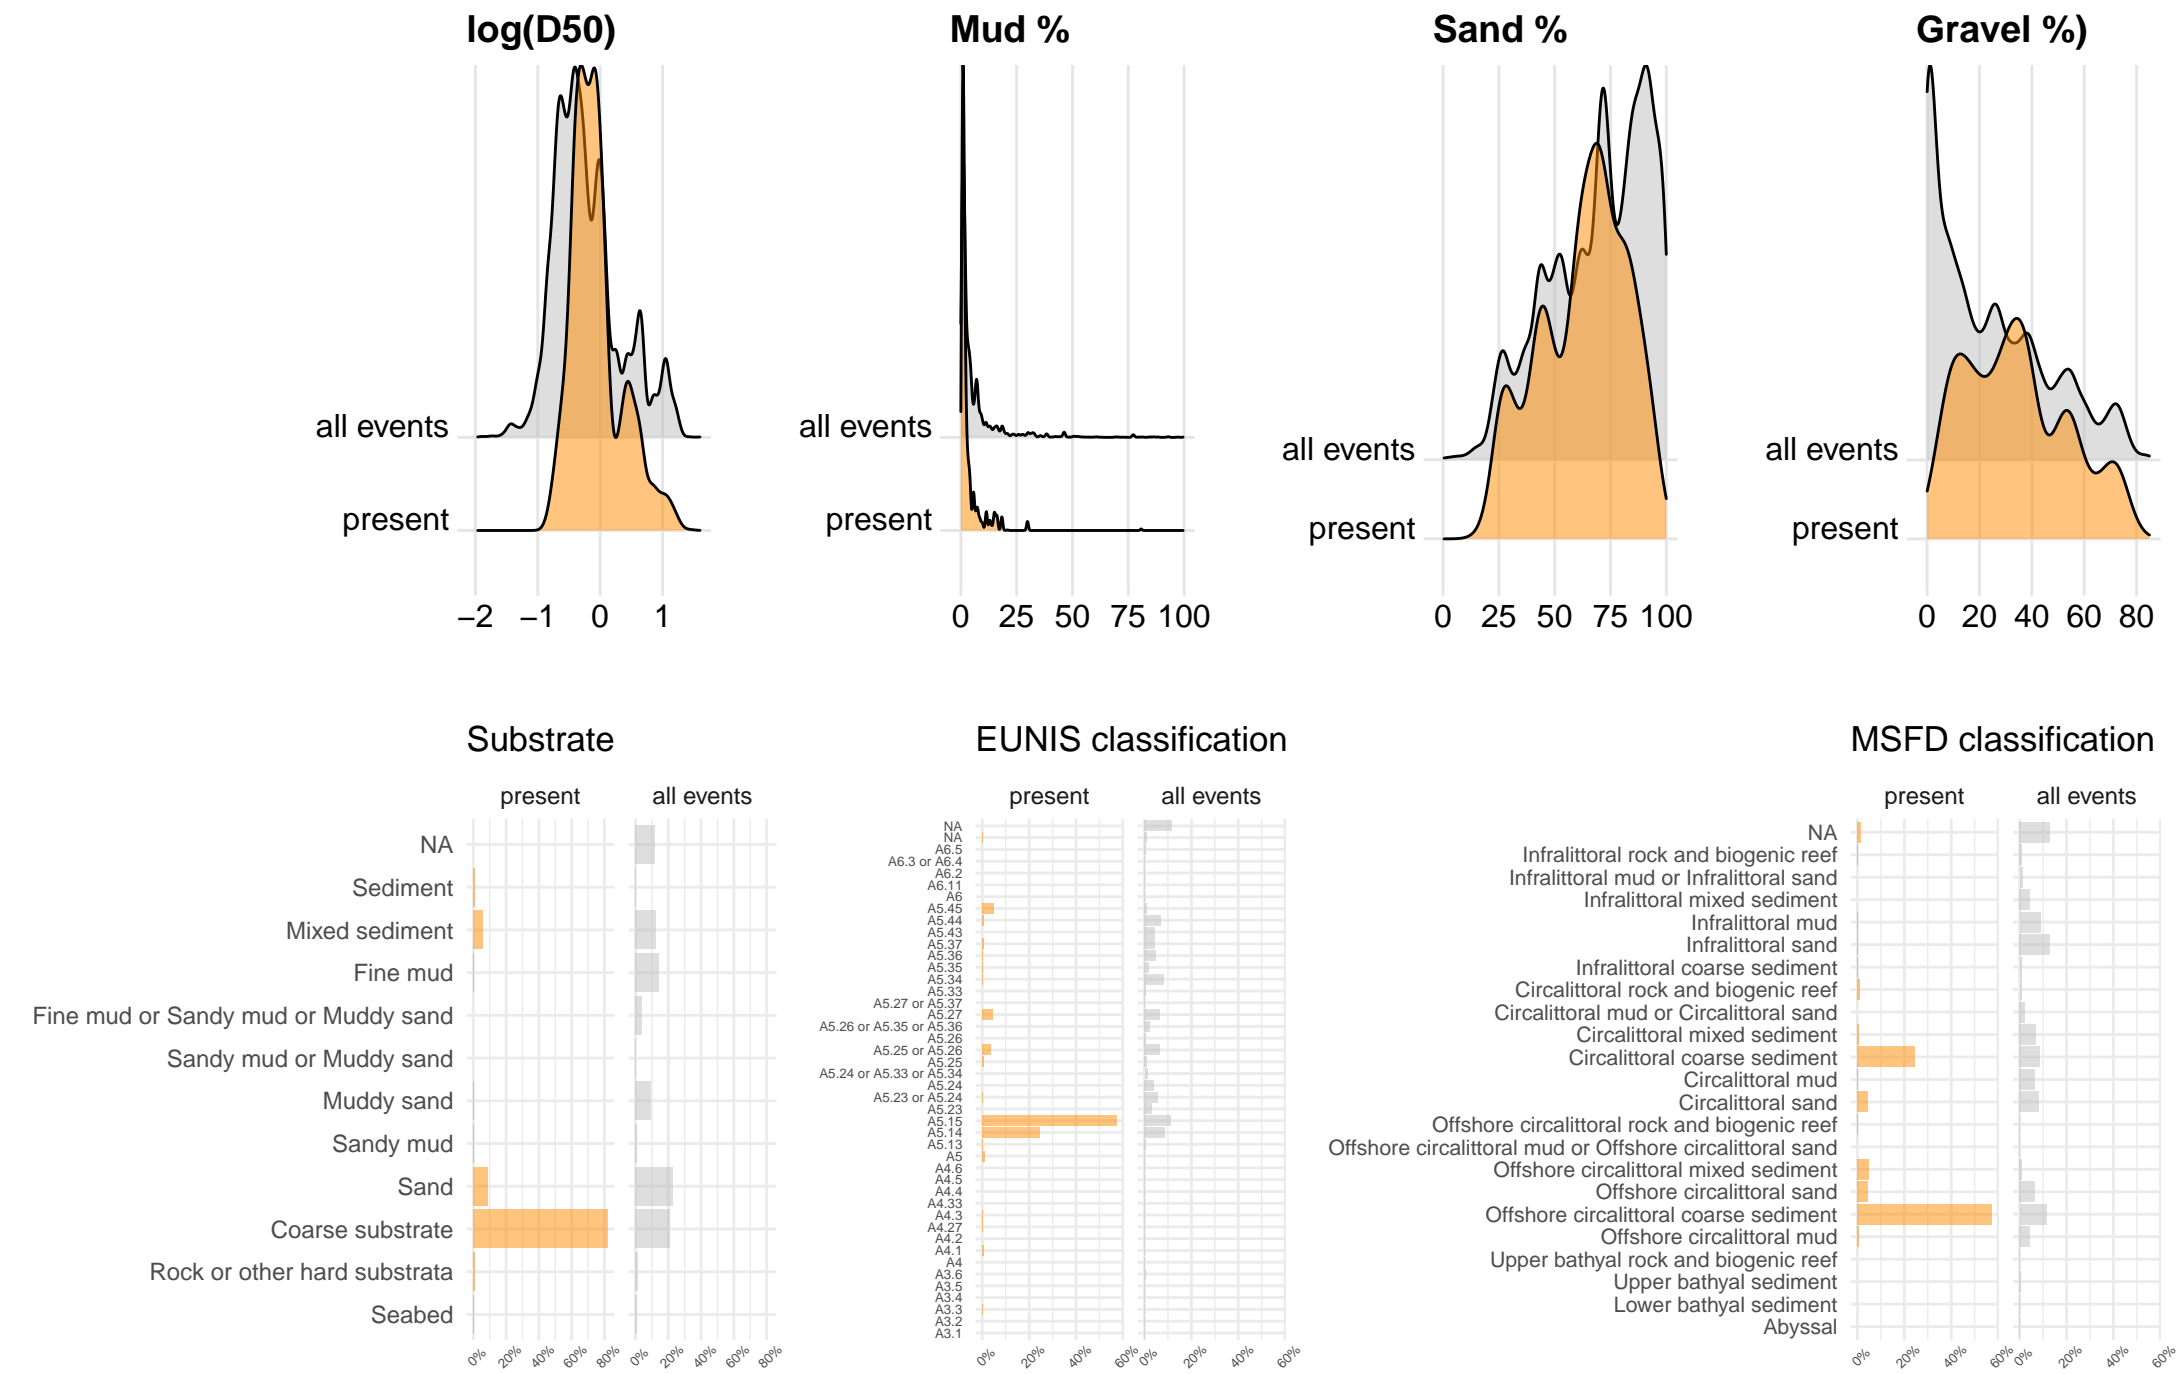 log(D50)
Mud %
Sand %
Gravel %)
all events
present
−2 −1 0 1
all events
present
0 25 50 75 100
all events
present
0 25 50 75 100
all events
present
0 20 40 60 80
Substrate
present all events
NA
Sediment
Mixed sediment
Fine mud
Fine mud or Sandy mud or Muddy sand
Sandy mud or Muddy sand
Muddy sand
Sandy mud
Sand
Coarse substrate
Rock or other hard substrata
Seabed
0% 20% 40% 60% 80% 0% 20% 40% 60% 80%
EUNIS classification
present all events
NA
NA
A6.5
A6.3 or A6.4
A6.2
A6.11
A6
A5.45
A5.44
A5.43
A5.37
A5.36
A5.35
A5.34
A5.33
A5.27 or A5.37
A5.27
A5.26 or A5.35 or A5.36
A5.26
A5.25 or A5.26
A5.25
A5.24 or A5.33 or A5.34
A5.24
A5.23 or A5.24
A5.23
A5.15
A5.14
A5.13
A5
A4.6
A4.5
A4.4
A4.33
A4.3
A4.27
A4.2
A4.1
A4
A3.6
A3.5
A3.4
A3.3
A3.2
A3.1
0% 20% 40% 60% 0% 20% 40% 60%
MSFD classification
present all events
NA
Infralittoral rock and biogenic reef
Infralittoral mud or Infralittoral sand
Infralittoral mixed sediment
Infralittoral mud
Infralittoral sand
Infralittoral coarse sediment
Circalittoral rock and biogenic reef
Circalittoral mud or Circalittoral sand
Circalittoral mixed sediment
Circalittoral coarse sediment
Circalittoral mud
Circalittoral sand
Offshore circalittoral rock and biogenic reef
Offshore circalittoral mud or Offshore circalittoral sand
Offshore circalittoral mixed sediment
Offshore circalittoral sand
Offshore circalittoral coarse sediment
Offshore circalittoral mud
Upper bathyal rock and biogenic reef
Upper bathyal sediment
Lower bathyal sediment
Abyssal
0% 20% 40% 60% 0% 20% 40% 60%